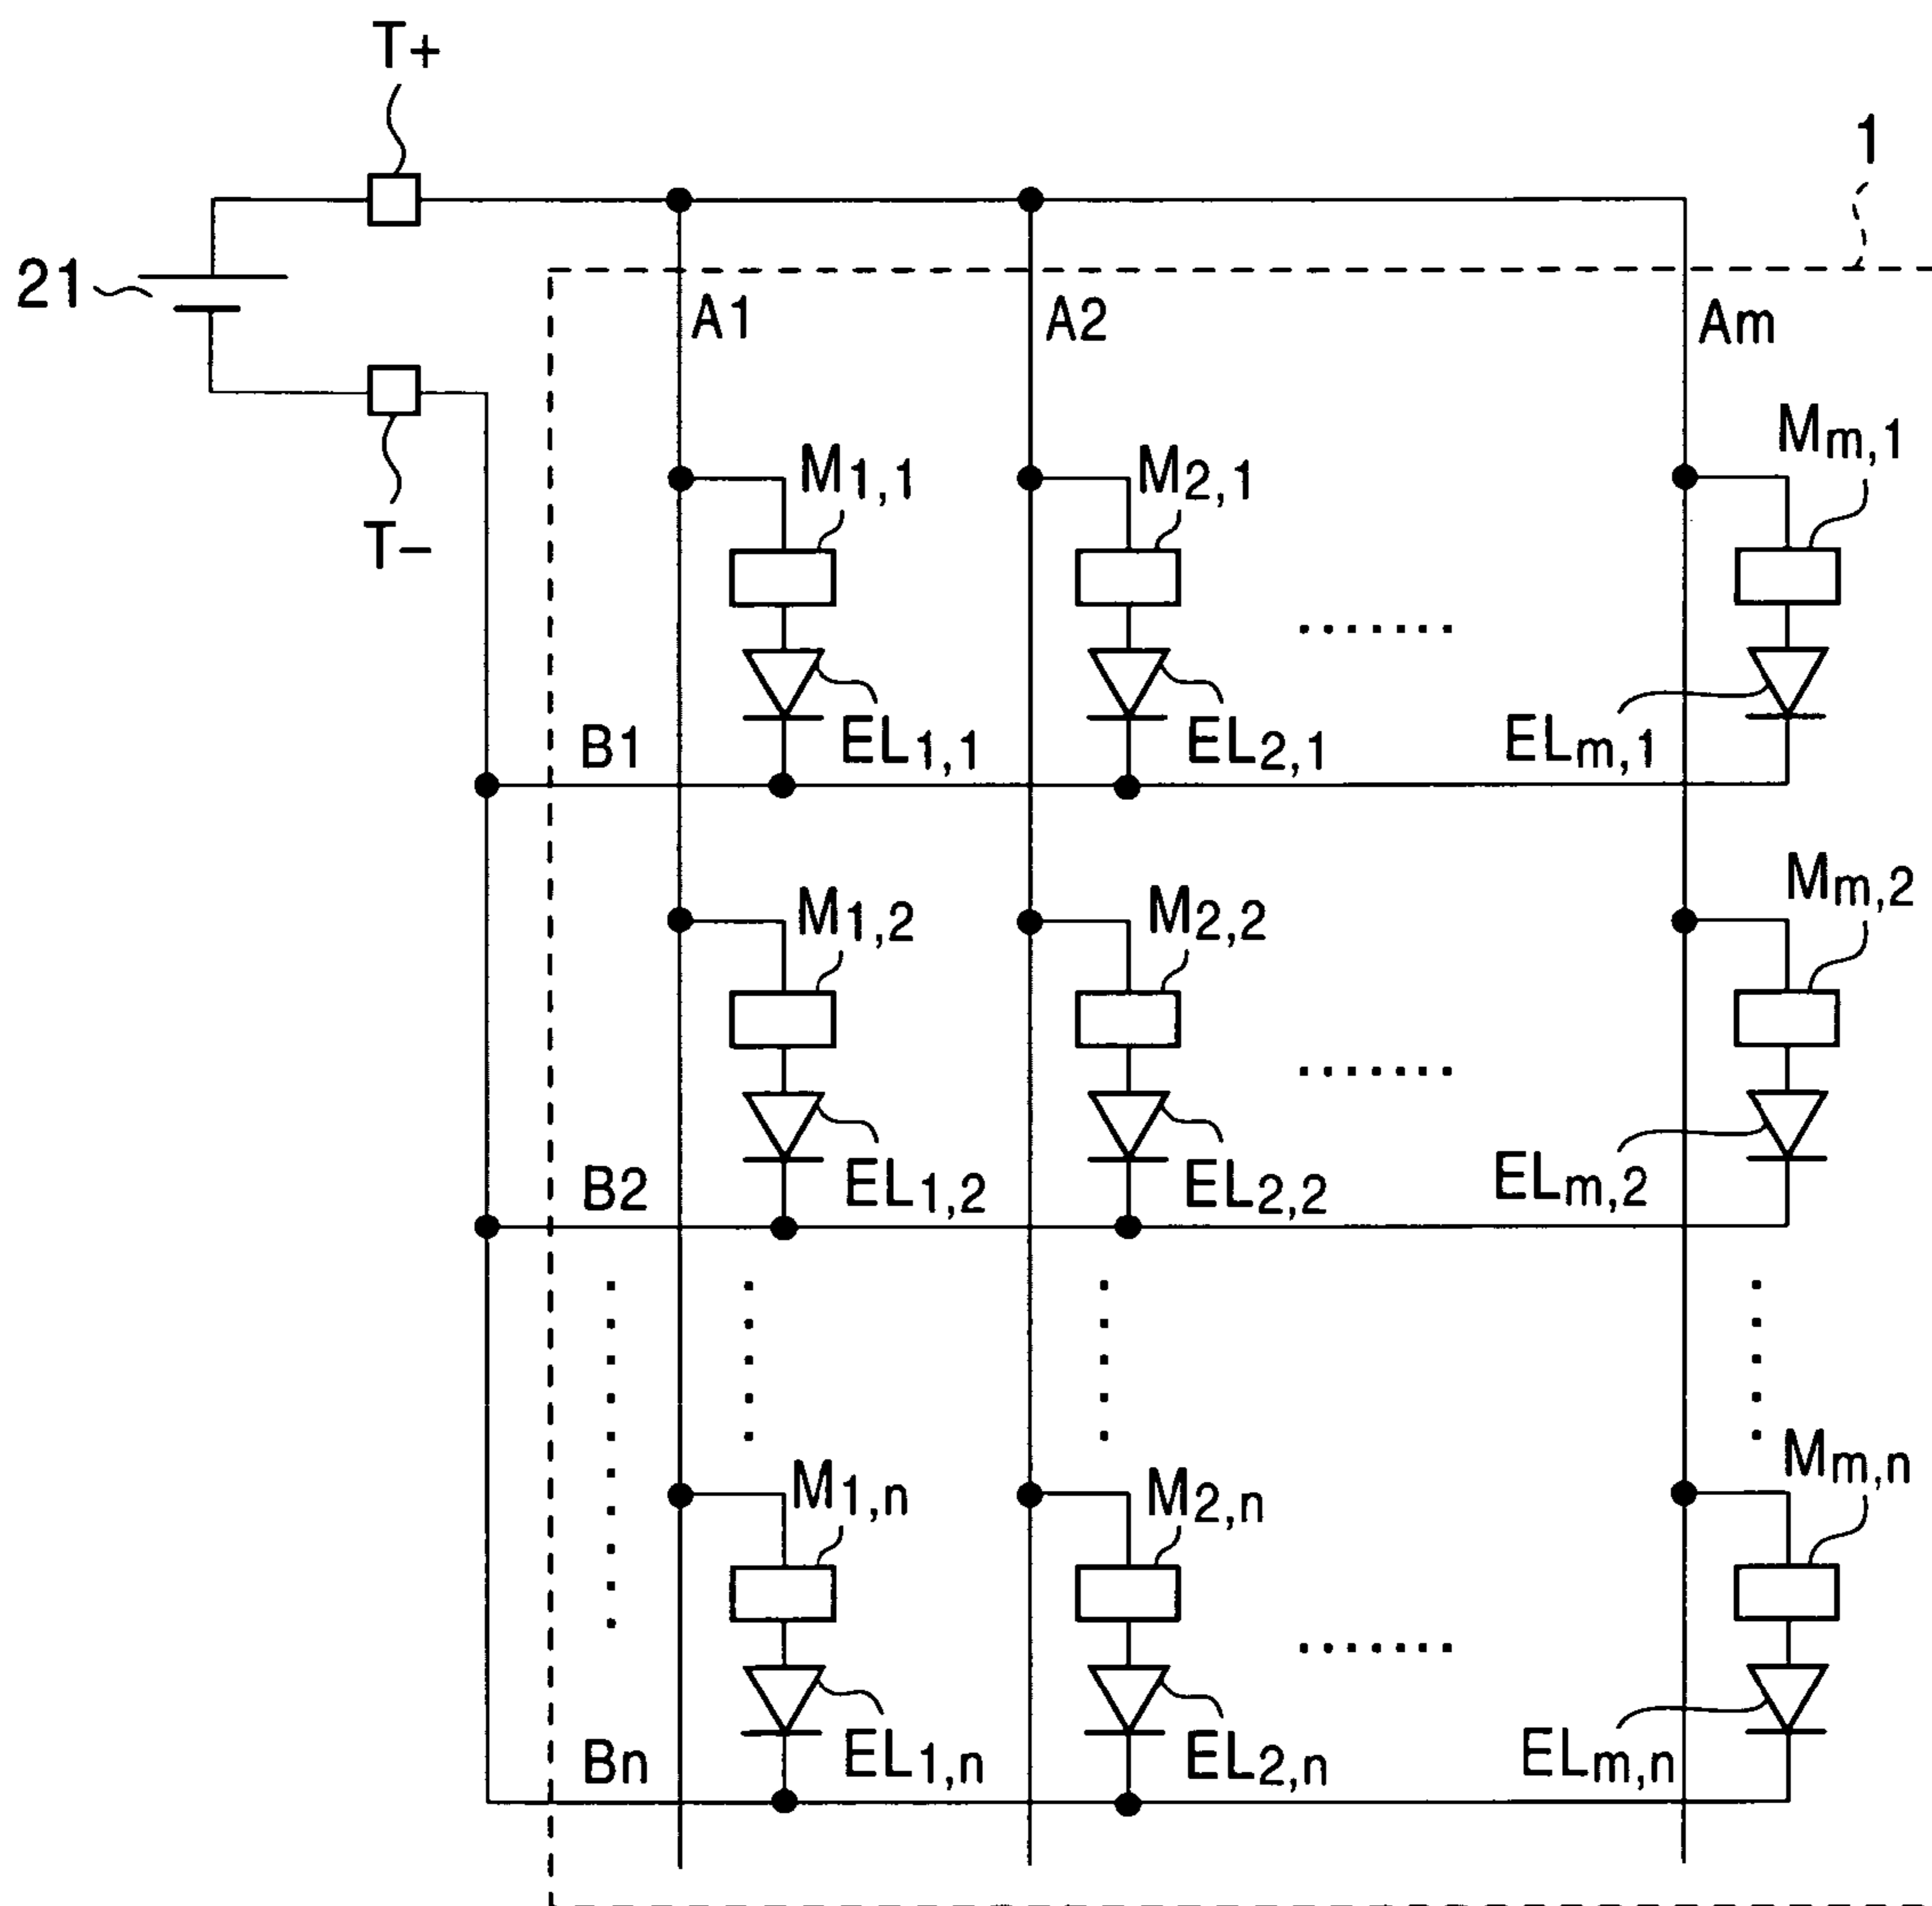 T+
1
21
A1
A2
Am
T−
M1,1
M2,1
Mm,1
B1
EL1,1
EL2,1
ELm,1
M1,2
M2,2
Mm,2
B2
EL1,2
EL2,2
ELm,2
M1,n
M2,n
Mm,n
Bn
EL1,n
EL2,n
ELm,n